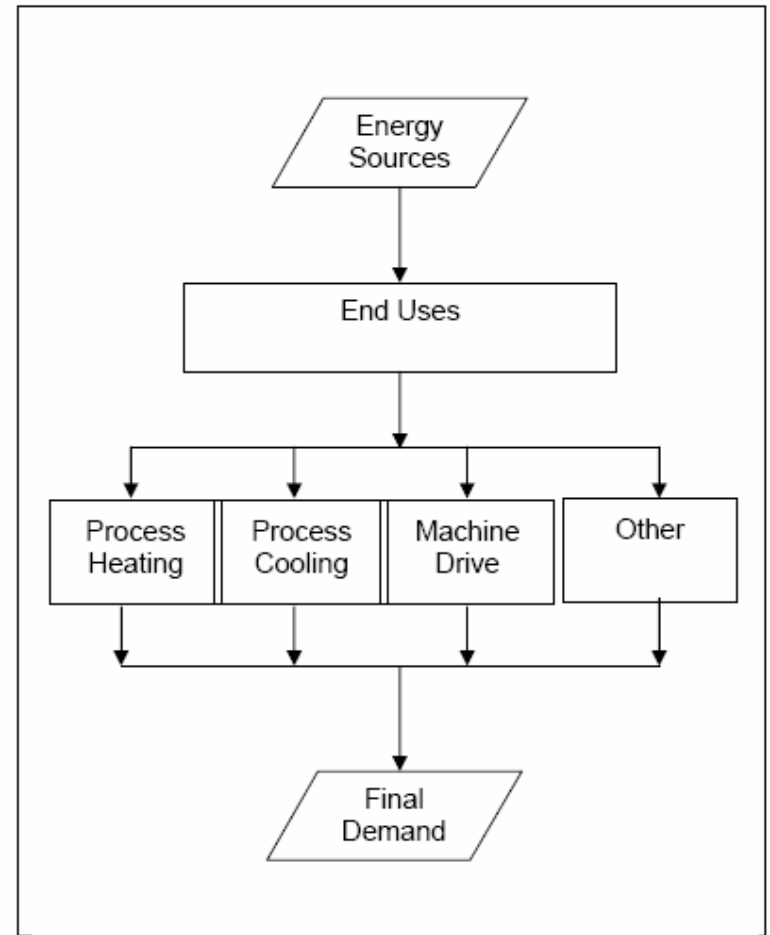 Energy
Sources
End Uses
Process
Heating
Process
Cooling
Machine
Drive
Other
Final
Demand